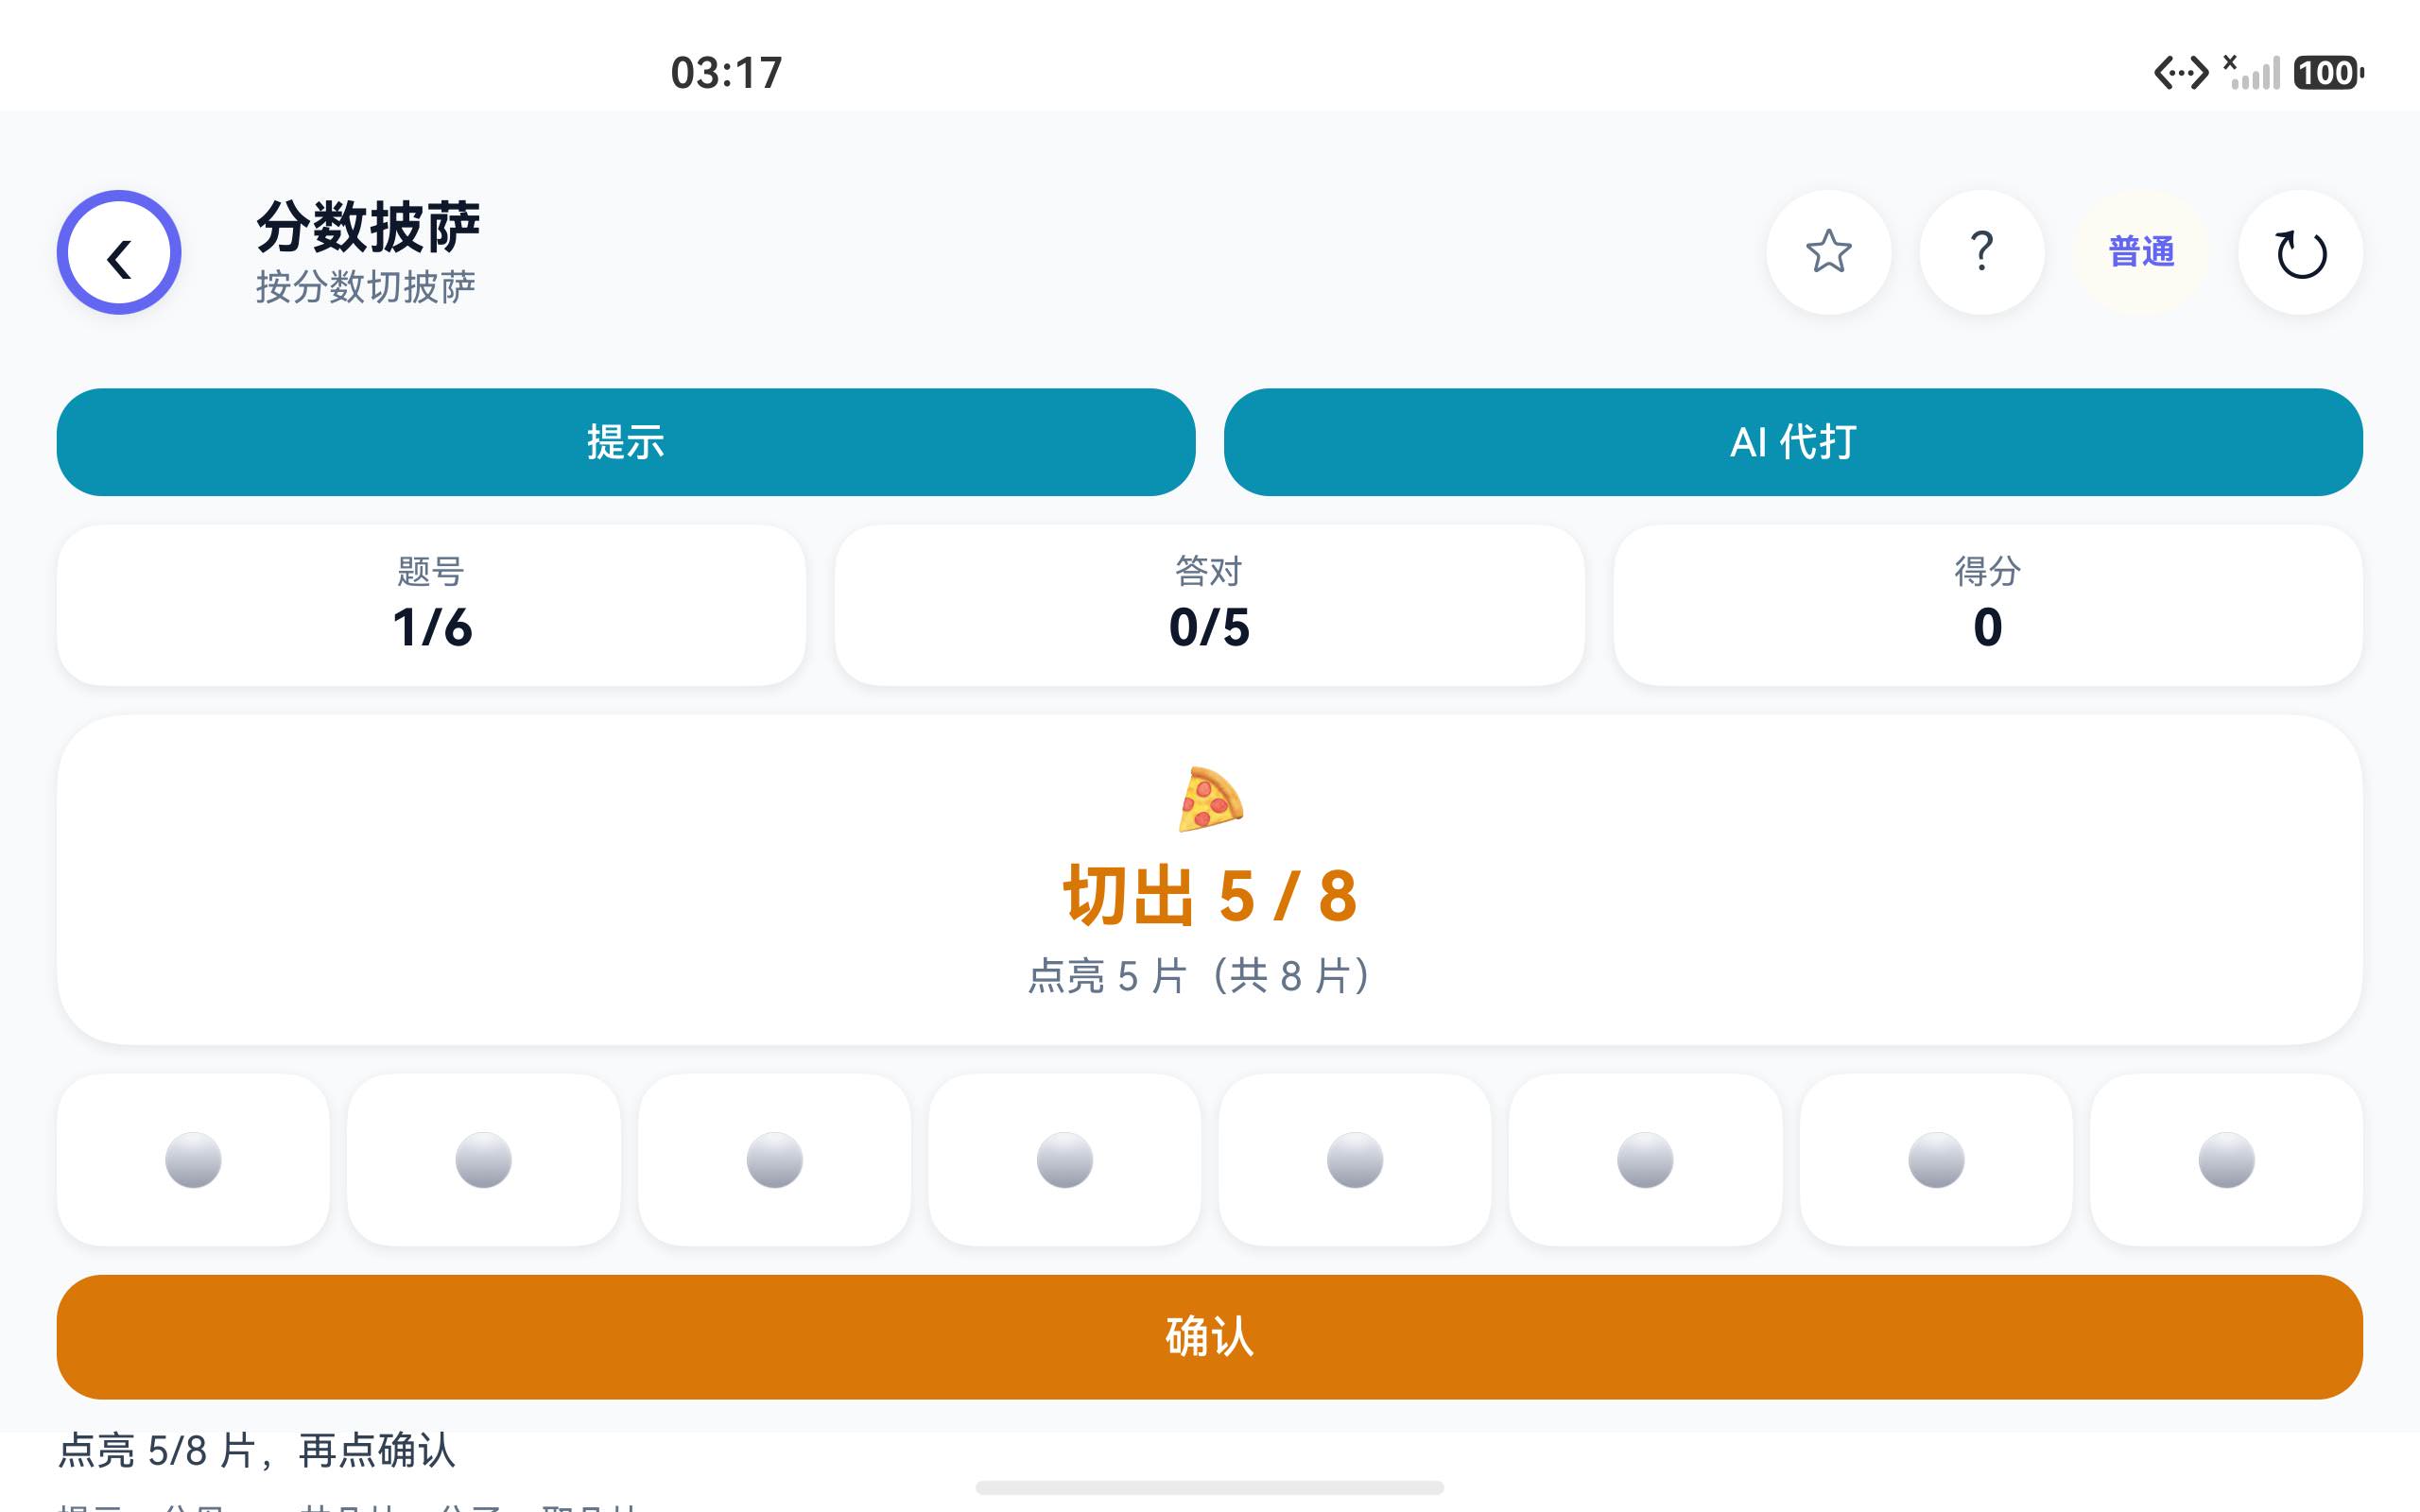 03:17
100
分数披萨
按分数切披萨
?
普通
提示
AI 代打
题号
1/6
答对
0/5
得分
0
切出 5 / 8
点亮 5 片（共 8 片）
确认
点亮 5/8 片，再点确认